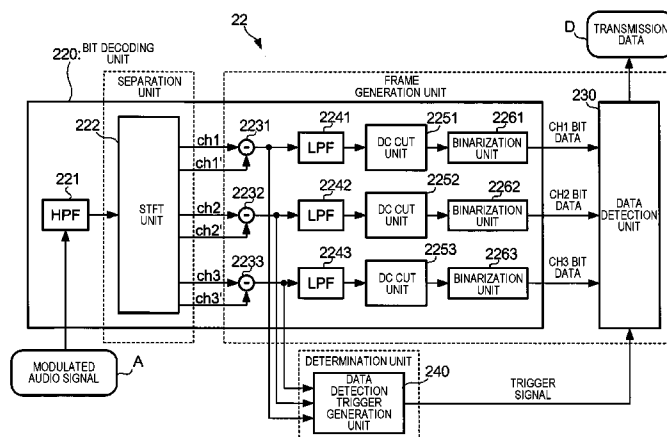 22
D
TRANSMISSION
DATA
220: BIT DECODING
UNIT
SEPARATION
UNIT
FRAME
GENERATION UNIT
230
222
ch1
2231
2241
2251
2261
CH1 BIT
DATA
LPF
DC CUT
UNIT
BINARIZATION
UNIT
ch1'
221
HPF
STFT
UNIT
ch2
2232
2242
2252
2262
CH2 BIT
DATA
LPF
DC CUT
UNIT
BINARIZATION
UNIT
ch2'
DATA
DETECTION
UNIT
ch3
2233
2243
2253
2263
CH3 BIT
DATA
LPF
DC CUT
UNIT
BINARIZATION
UNIT
ch3'
MODULATED
AUDIO SIGNAL
A
DETERMINATION UNIT
240
DATA
DETECTION
TRIGGER
GENERATION
UNIT
TRIGGER
SIGNAL